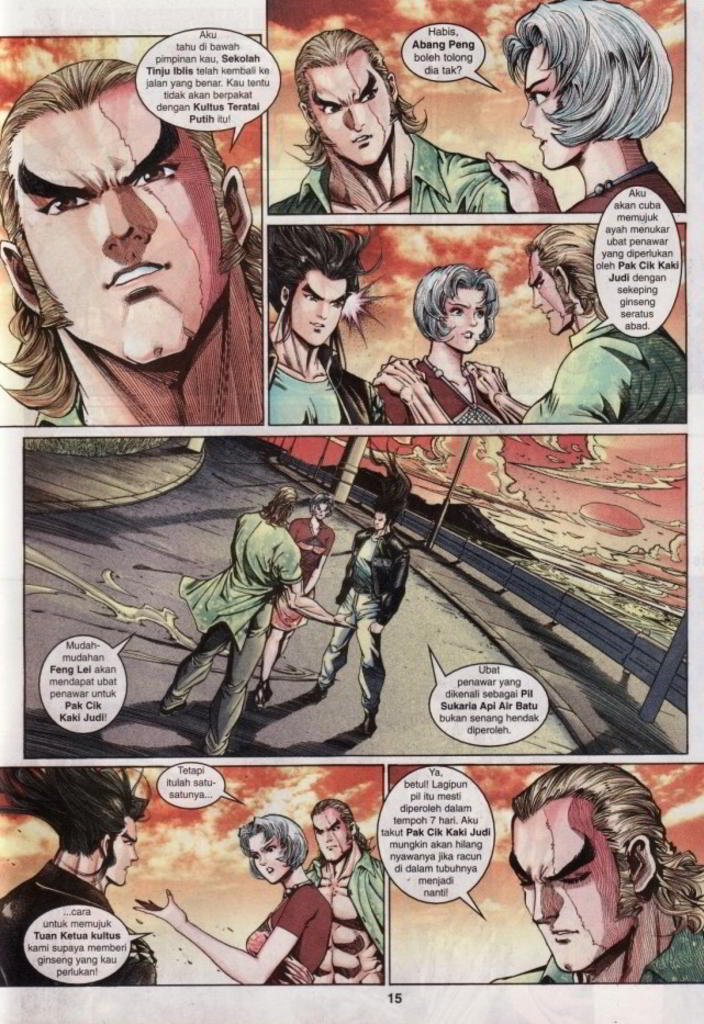 Aku
tahu di bawah
pimpinan kau, Sekolah
Tinju Iblis telah kembali ke
jalan yang benar. Kau tentu
tidak akan berpakat
dengan Kultus Teratai
Putih itu!
Habis,
Abang Peng
boleh tolong
dia tak?
Aku
akan cuba
memujuk
ayah menukar
ubat penawar
yang diperlukan
oleh Pak Cik Kaki
Judi dengan
sekeping
ginseng
seratus
abad.
Mudah-
mudahan
Feng Lei akan
mendapat ubat
penawar untuk
Pak Cik
Kaki Judi!
Ubat
penawar yang
dikenali sebagai Pil
Sukaria Api Air Batu
bukan senang hendak
diperoleh.
Tetapi
itulah satu-
satunya...
...cara
untuk memujuk
Tuan Ketua kultus
kami supaya memberi
ginseng yang kau
perlukan!
Ya,
betul! Lagipun
pil itu mesti
diperoleh dalam
tempoh 7 hari. Aku
takut Pak Cik Kaki Judi
mungkin akan hilang
nyawanya jika racun
di dalam tubuhnya
menjadi
nanti!
15